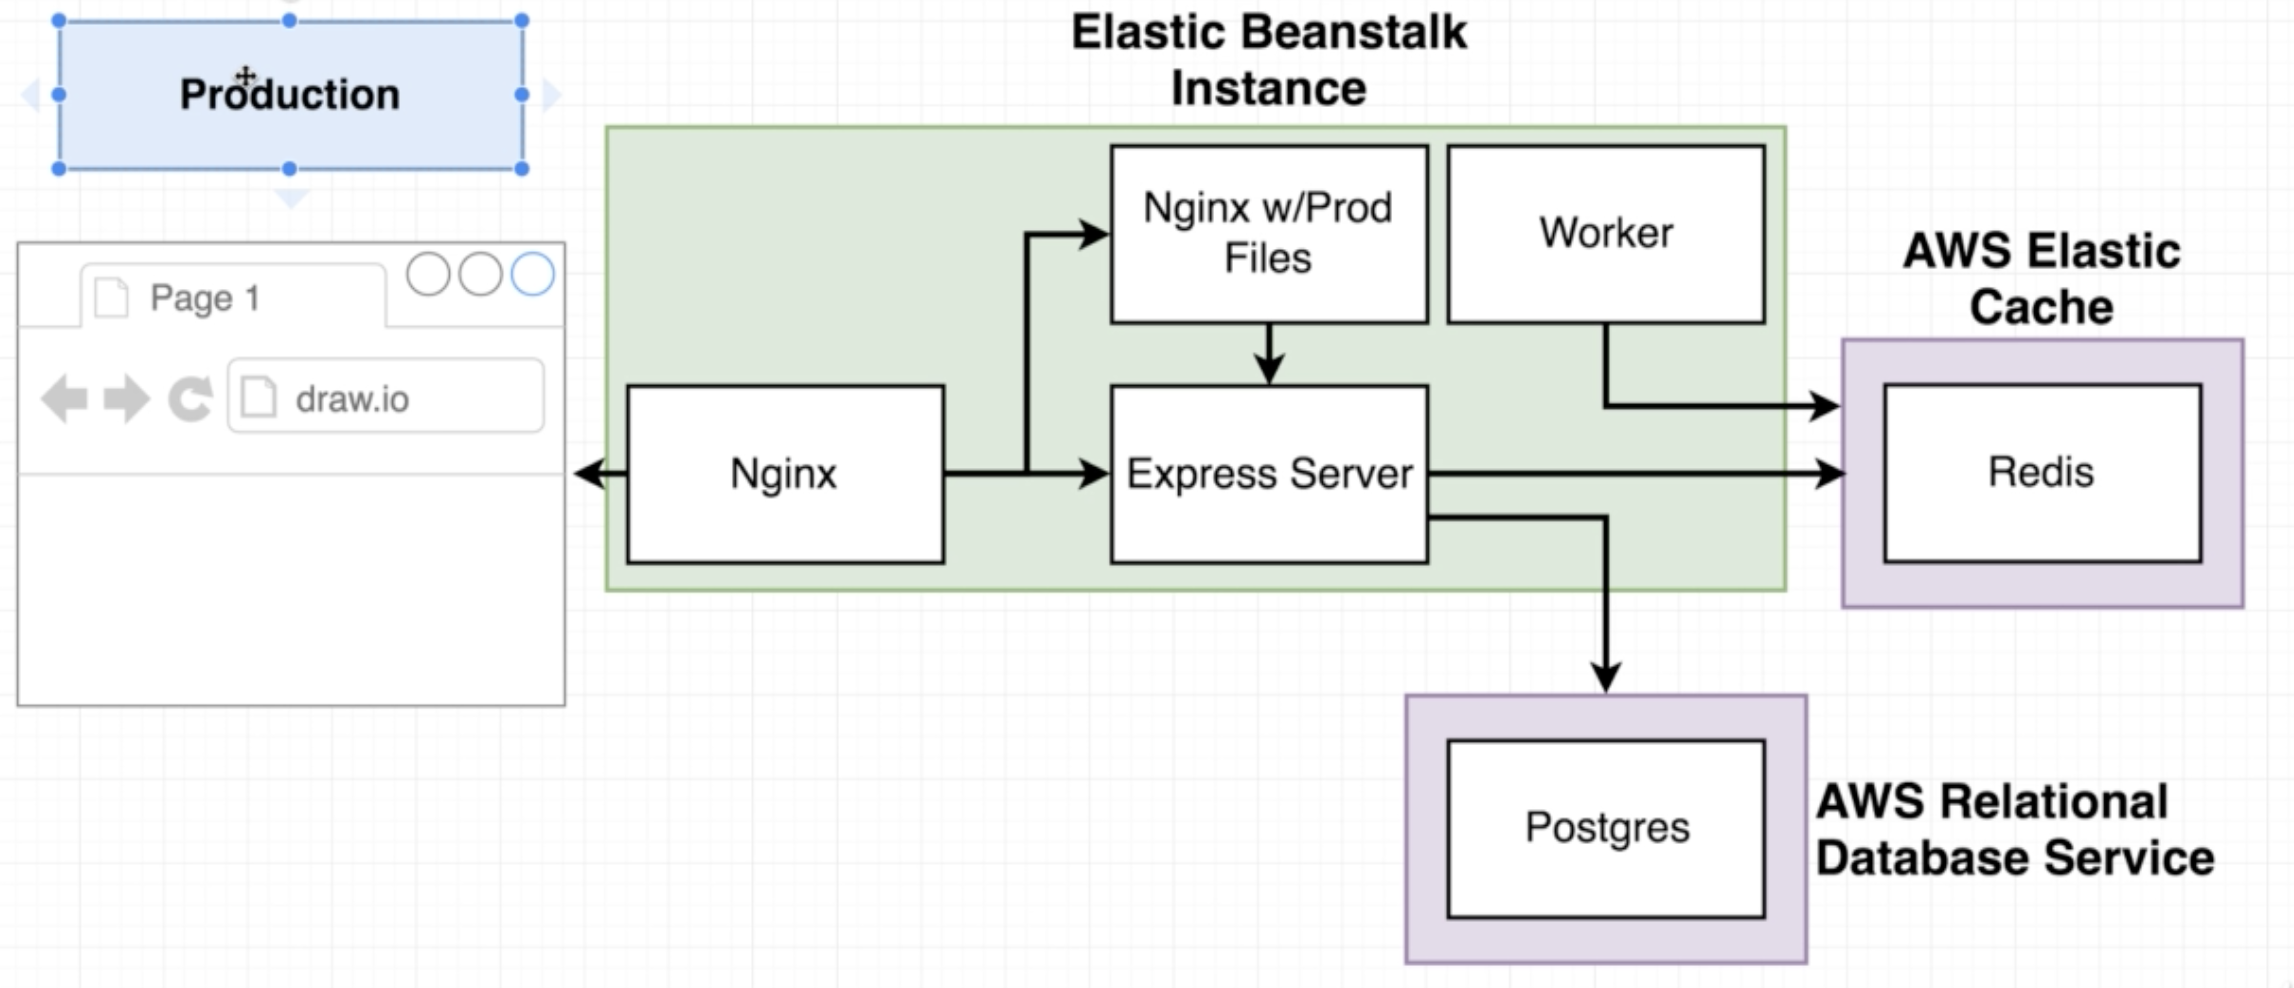 Production
Elastic Beanstalk
Instance
Page 1
draw.io
Nginx w/Prod
Files
Worker
Nginx
Express Server
AWS Elastic
Cache
Redis
Postgres
AWS Relational
Database Service